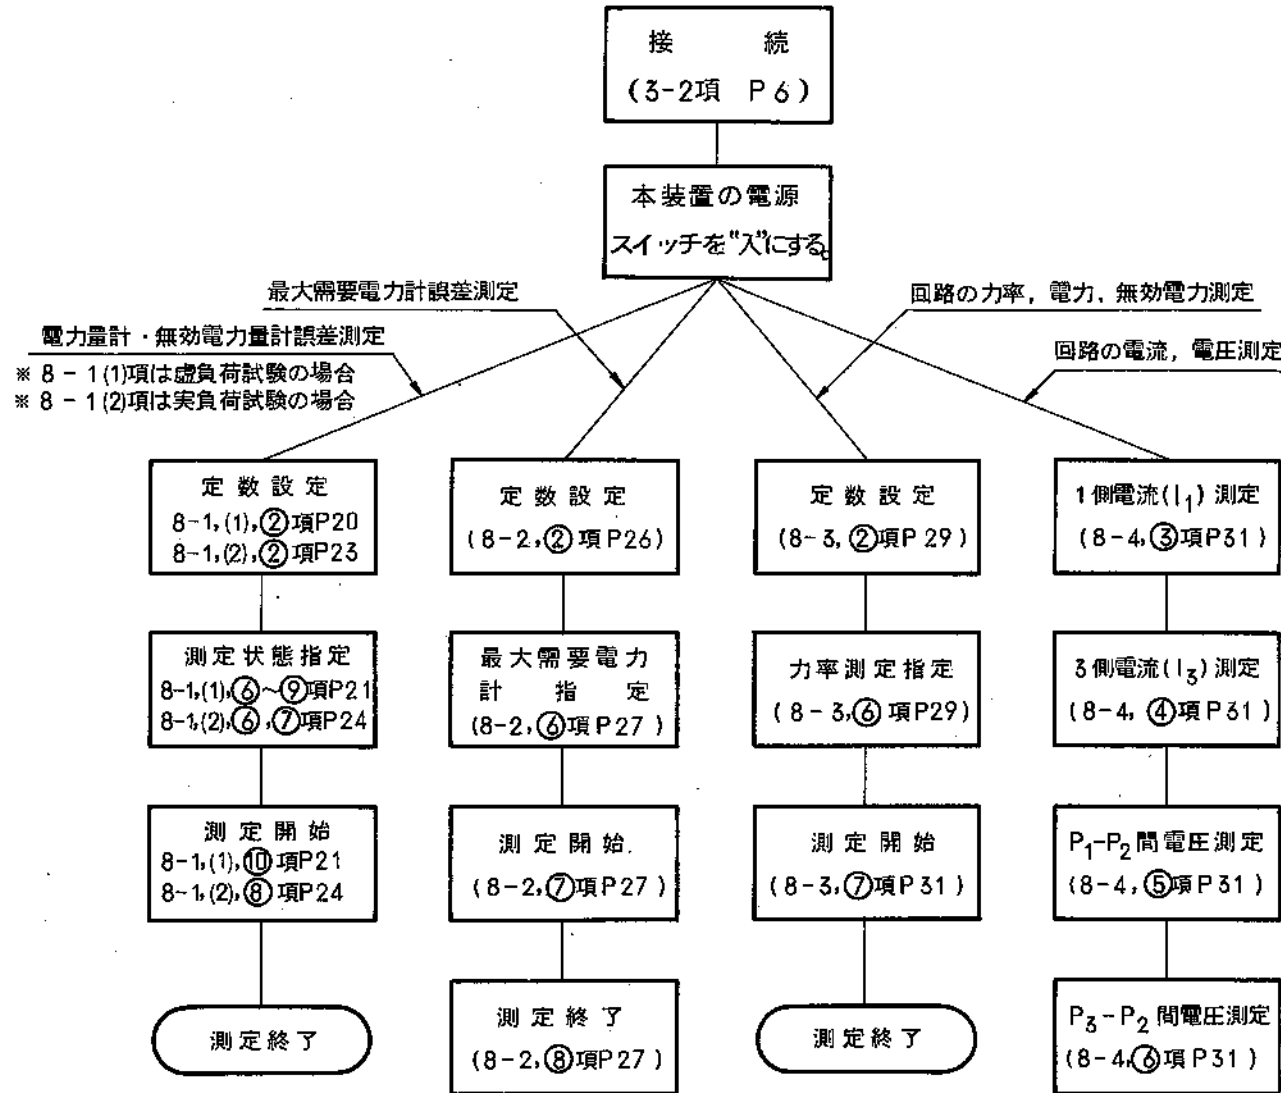 接 続
(3-2項 P6)
本装置の電源
スイッチを"入"にする。
最大需要電力計誤差測定
電力量計・無効電力量計誤差測定
※ 8-1(1)項は虚負荷試験の場合
※ 8-1(2)項は実負荷試験の場合
回路の力率, 電力, 無効電力測定
回路の電流, 電圧測定
定数設定
8-1,(1),②項P20
8-1,(2),②項P23
測定状態指定
8-1,(1),⑥~⑨項P21
8-1,(2),⑥,⑦項P24
測定開始
8-1,(1),⑩項P21
8-1,(2),⑧項P24
測定終了
定数設定
(8-2,②項P26)
最大需要電力
計指定
(8-2,⑥項P27)
測定開始
(8-2,⑦項P27)
測定終了
(8-2,⑧項P27)
定数設定
(8-3,②項P29)
力率測定指定
(8-3,⑥項P29)
測定開始
(8-3,⑦項P31)
測定終了
1側電流(I₁)測定
(8-4,③項P31)
3側電流(I₃)測定
(8-4,④項P31)
P₁-P₂間電圧測定
(8-4,⑤項P31)
P₃-P₂間電圧測定
(8-4,⑥項P31)